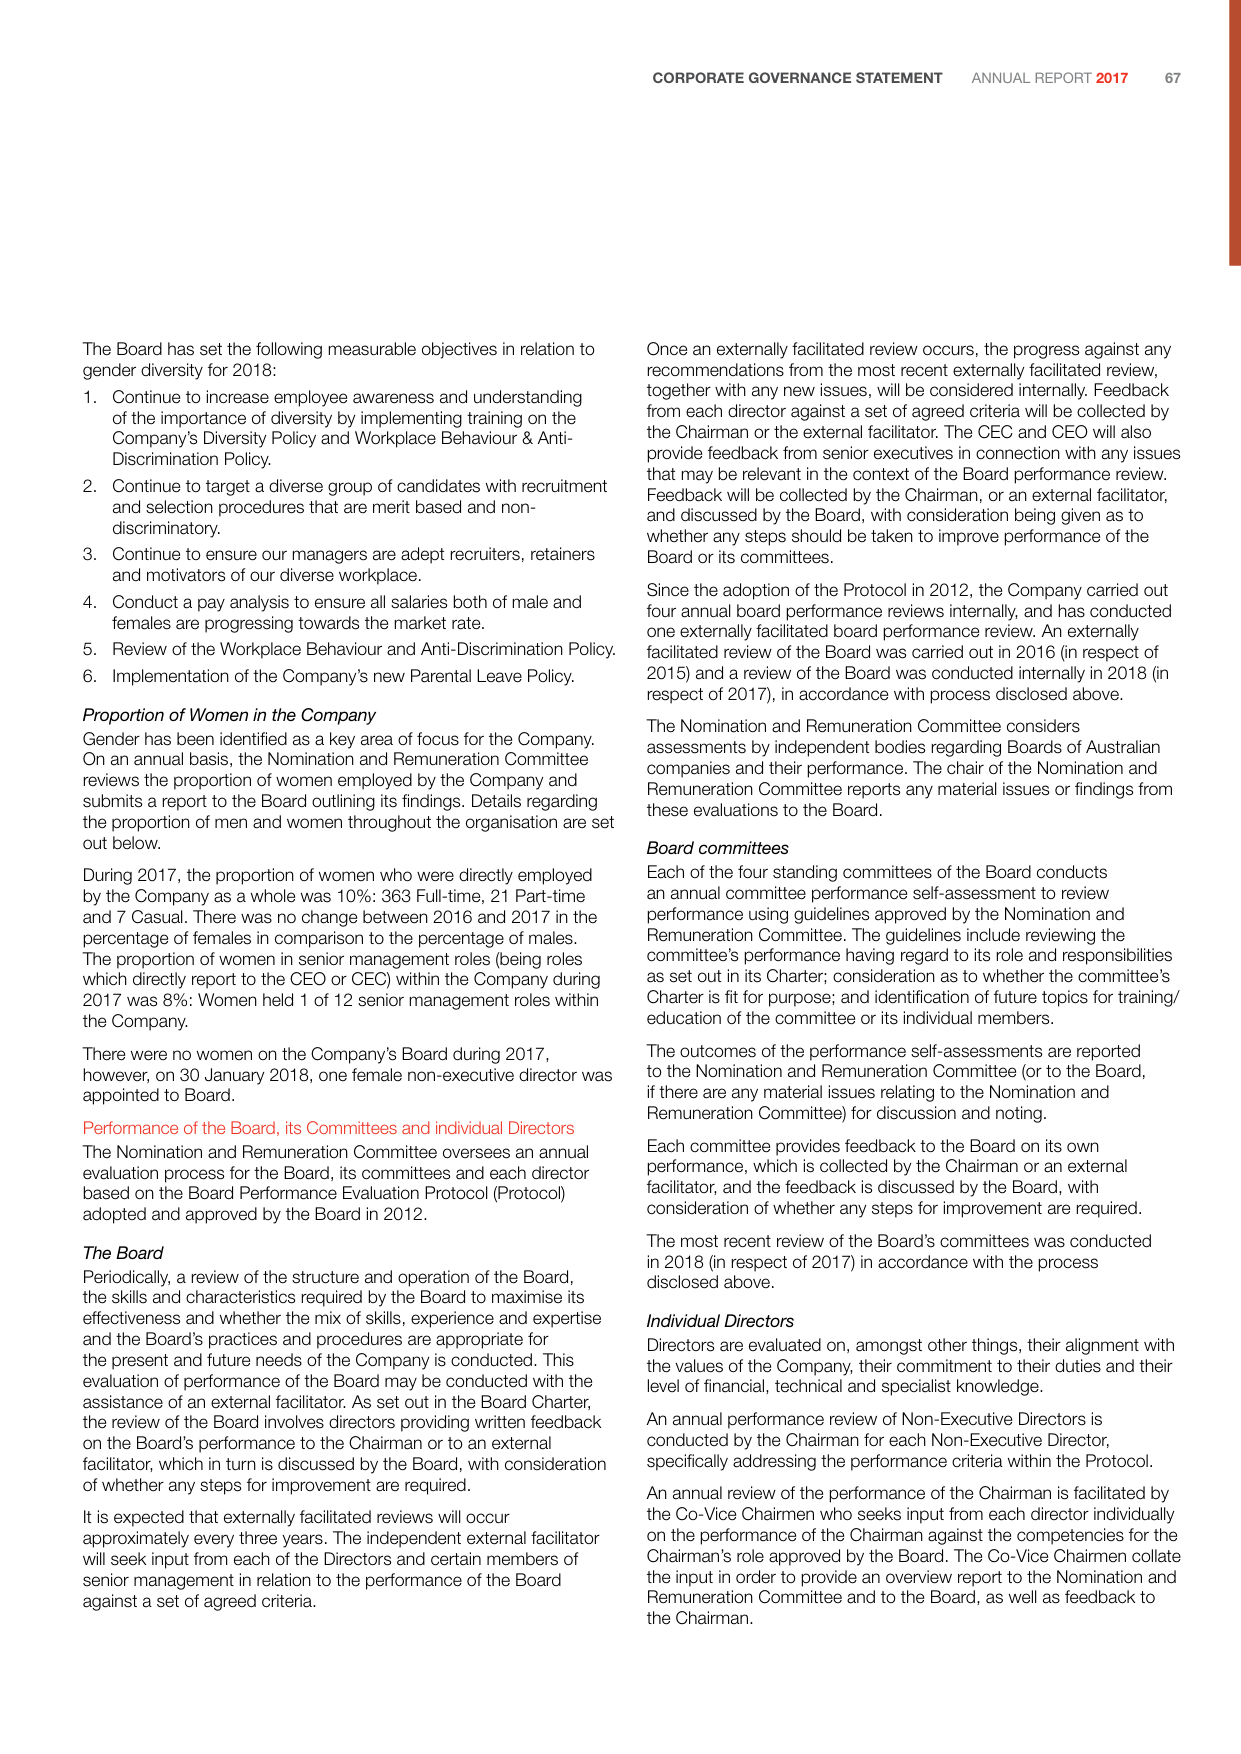 CORPORATE GOVERNANCE STATEMENT ANNUAL REPORT 2017 67
The Board has set the following measurable objectives in relation to
gender diversity for 2018:
1. Continue to increase employee awareness and understanding
of the importance of diversity by implementing training on the
Company’s Diversity Policy and Workplace Behaviour & Anti-
Discrimination Policy.
2. Continue to target a diverse group of candidates with recruitment
and selection procedures that are merit based and non-
discriminatory.
3. Continue to ensure our managers are adept recruiters, retainers
and motivators of our diverse workplace.
4. Conduct a pay analysis to ensure all salaries both of male and
females are progressing towards the market rate.
5. Review of the Workplace Behaviour and Anti-Discrimination Policy.
6. Implementation of the Company’s new Parental Leave Policy.
Proportion of Women in the Company
Gender has been identified as a key area of focus for the Company.
On an annual basis, the Nomination and Remuneration Committee
reviews the proportion of women employed by the Company and
submits a report to the Board outlining its findings. Details regarding
the proportion of men and women throughout the organisation are set
out below.
During 2017, the proportion of women who were directly employed
by the Company as a whole was 10%: 363 Full-time, 21 Part-time
and 7 Casual. There was no change between 2016 and 2017 in the
percentage of females in comparison to the percentage of males.
The proportion of women in senior management roles (being roles
which directly report to the CEO or CEC) within the Company during
2017 was 8%: Women held 1 of 12 senior management roles within
the Company.
There were no women on the Company’s Board during 2017,
however, on 30 January 2018, one female non-executive director was
appointed to Board.
Performance of the Board, its Committees and individual Directors
The Nomination and Remuneration Committee oversees an annual
evaluation process for the Board, its committees and each director
based on the Board Performance Evaluation Protocol (Protocol)
adopted and approved by the Board in 2012.
The Board
Periodically, a review of the structure and operation of the Board,
the skills and characteristics required by the Board to maximise its
effectiveness and whether the mix of skills, experience and expertise
and the Board’s practices and procedures are appropriate for
the present and future needs of the Company is conducted. This
evaluation of performance of the Board may be conducted with the
assistance of an external facilitator. As set out in the Board Charter,
the review of the Board involves directors providing written feedback
on the Board’s performance to the Chairman or to an external
facilitator, which in turn is discussed by the Board, with consideration
of whether any steps for improvement are required.
It is expected that externally facilitated reviews will occur
approximately every three years. The independent external facilitator
will seek input from each of the Directors and certain members of
senior management in relation to the performance of the Board
against a set of agreed criteria.
Once an externally facilitated review occurs, the progress against any
recommendations from the most recent externally facilitated review,
together with any new issues, will be considered internally. Feedback
from each director against a set of agreed criteria will be collected by
the Chairman or the external facilitator. The CEC and CEO will also
provide feedback from senior executives in connection with any issues
that may be relevant in the context of the Board performance review.
Feedback will be collected by the Chairman, or an external facilitator,
and discussed by the Board, with consideration being given as to
whether any steps should be taken to improve performance of the
Board or its committees.
Since the adoption of the Protocol in 2012, the Company carried out
four annual board performance reviews internally, and has conducted
one externally facilitated board performance review. An externally
facilitated review of the Board was carried out in 2016 (in respect of
2015) and a review of the Board was conducted internally in 2018 (in
respect of 2017), in accordance with process disclosed above.
The Nomination and Remuneration Committee considers
assessments by independent bodies regarding Boards of Australian
companies and their performance. The chair of the Nomination and
Remuneration Committee reports any material issues or findings from
these evaluations to the Board.
Board committees
Each of the four standing committees of the Board conducts
an annual committee performance self-assessment to review
performance using guidelines approved by the Nomination and
Remuneration Committee. The guidelines include reviewing the
committee’s performance having regard to its role and responsibilities
as set out in its Charter; consideration as to whether the committee’s
Charter is fit for purpose; and identification of future topics for training/
education of the committee or its individual members.
The outcomes of the performance self-assessments are reported
to the Nomination and Remuneration Committee (or to the Board,
if there are any material issues relating to the Nomination and
Remuneration Committee) for discussion and noting.
Each committee provides feedback to the Board on its own
performance, which is collected by the Chairman or an external
facilitator, and the feedback is discussed by the Board, with
consideration of whether any steps for improvement are required.
The most recent review of the Board’s committees was conducted
in 2018 (in respect of 2017) in accordance with the process
disclosed above.
Individual Directors
Directors are evaluated on, amongst other things, their alignment with
the values of the Company, their commitment to their duties and their
level of financial, technical and specialist knowledge.
An annual performance review of Non-Executive Directors is
conducted by the Chairman for each Non-Executive Director,
specifically addressing the performance criteria within the Protocol.
An annual review of the performance of the Chairman is facilitated by
the Co-Vice Chairmen who seeks input from each director individually
on the performance of the Chairman against the competencies for the
Chairman’s role approved by the Board. The Co-Vice Chairmen collate
the input in order to provide an overview report to the Nomination and
Remuneration Committee and to the Board, as well as feedback to
the Chairman.